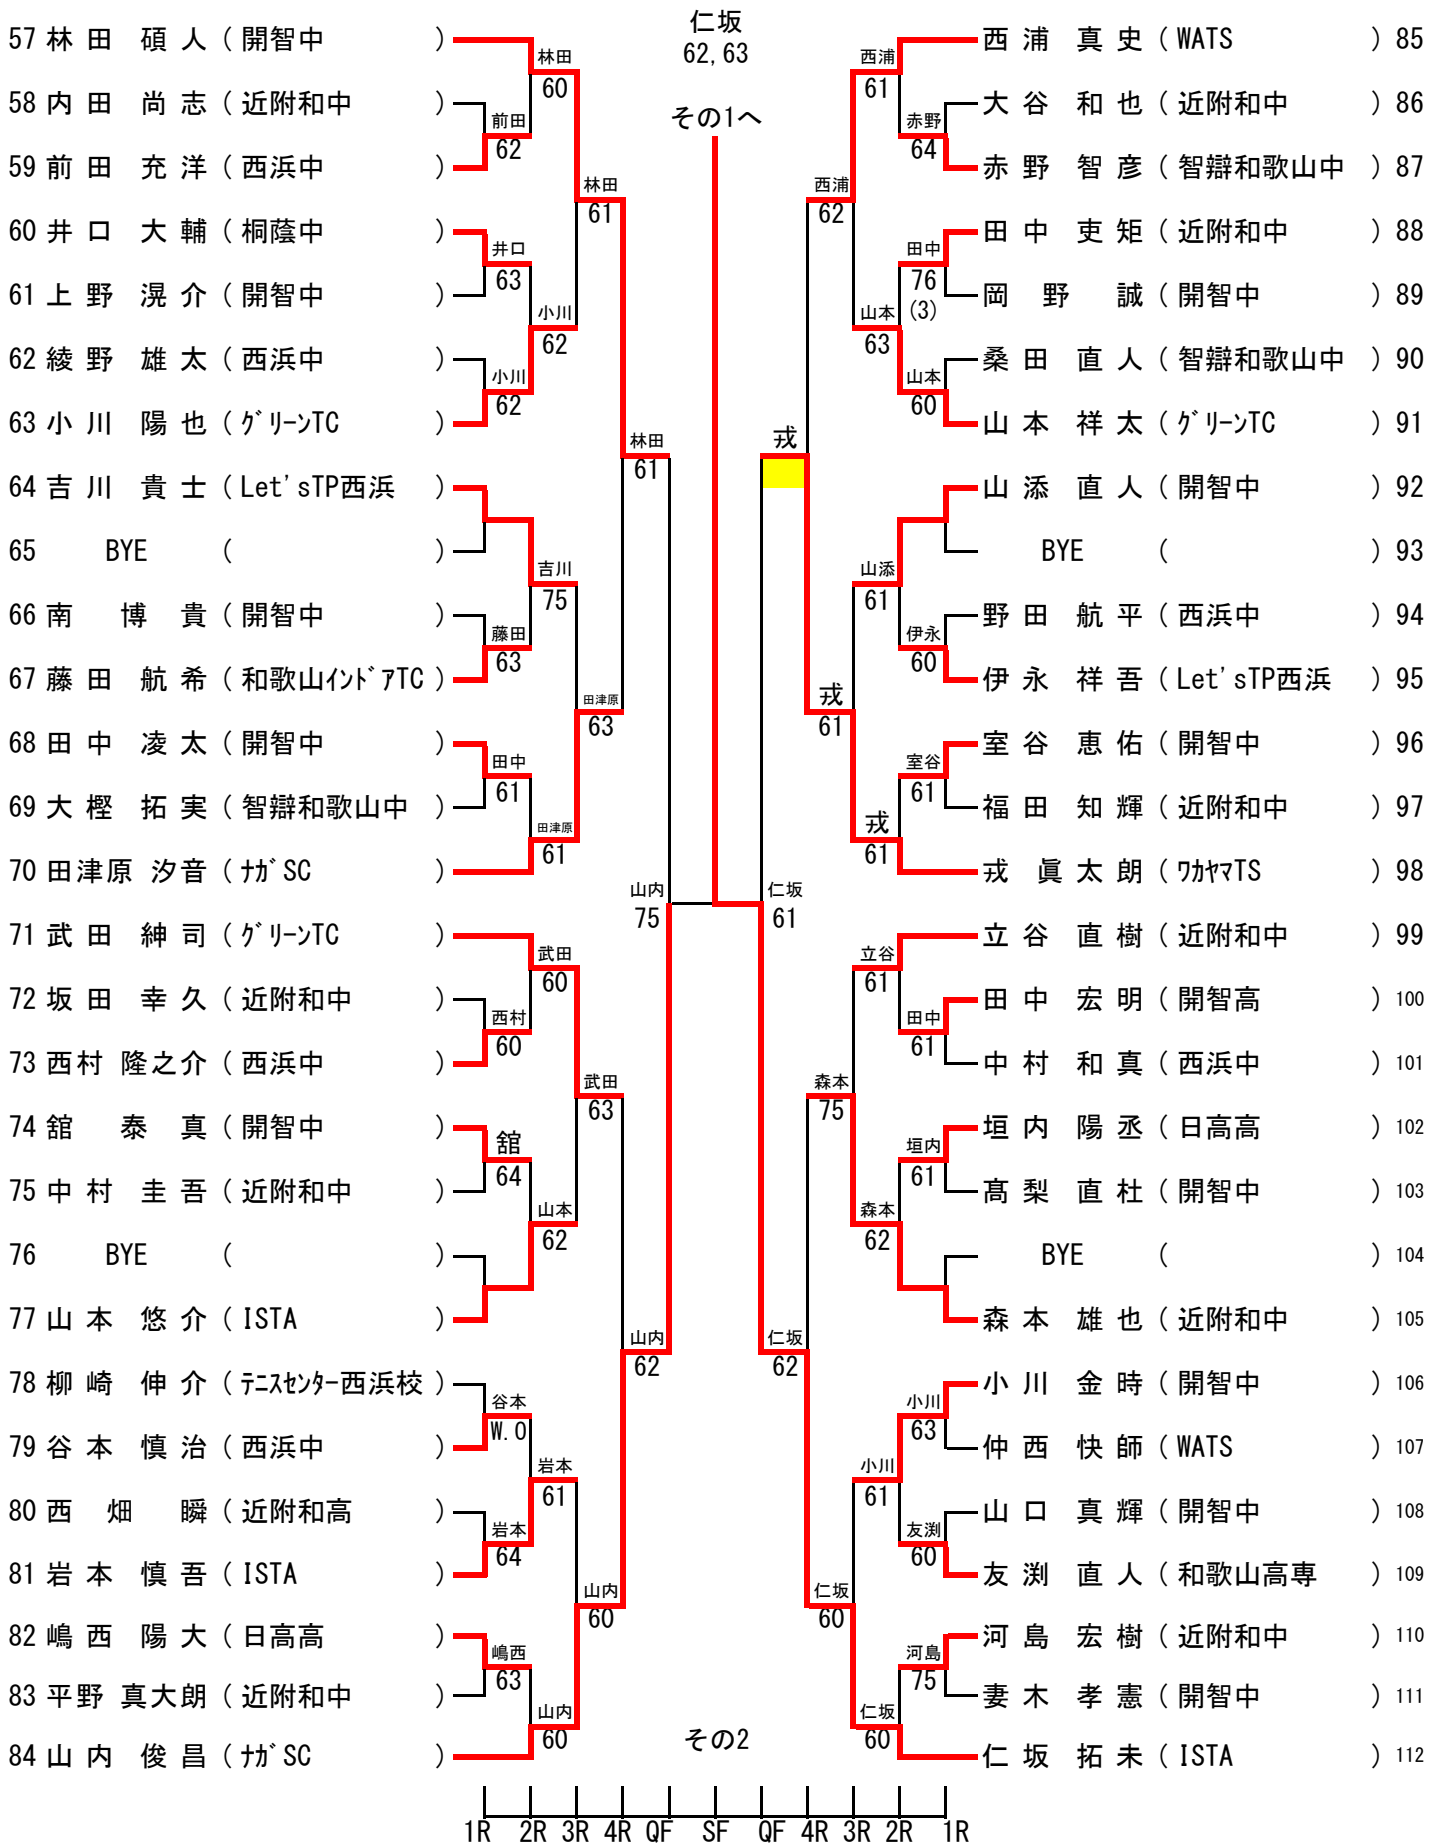 仁坂
62,63
その1へ
57 林 田 碩 人 ( 開智中 )
58 内 田 尚 志 ( 近附和中 )
59 前 田 充 洋 ( 西浜中 )
60 井 口 大 輔 ( 桐蔭中 )
61 上 野 滉 介 ( 開智中 )
62 綾 野 雄 太 ( 西浜中 )
63 小 川 陽 也 ( グリーンTC )
64 吉 川 貴 士 ( Let'sTP西浜 )
65 BYE ( )
66 南 博 貴 ( 開智中 )
67 藤 田 航 希 ( 和歌山インドアTC )
68 田 中 凌 太 ( 開智中 )
69 大 樫 拓 実 ( 智辯和歌山中 )
70 田津原 汐音 ( ナガSC )
71 武 田 紳 司 ( グリーンTC )
72 坂 田 幸 久 ( 近附和中 )
73 西村 隆之介 ( 西浜中 )
74 舘 泰 真 ( 開智中 )
75 中 村 圭 吾 ( 近附和中 )
76 BYE ( )
77 山 本 悠 介 ( ISTA )
78 柳 崎 伸 介 ( テニスセンター西浜校 )
79 谷 本 慎 治 ( 西浜中 )
80 西 畑 瞬 ( 近附和高 )
81 岩 本 慎 吾 ( ISTA )
82 嶋 西 陽 大 ( 日高高 )
83 平野 真大朗 ( 近附和中 )
84 山 内 俊 昌 ( ナガSC )
前田
62
井口
63
小川
62
藤田
63
田中
61
西村
60
舘
64
谷本
W.O
岩本
64
嶋西
63
林田
60
小川
62
吉川
75
田津原
61
武田
60
山本
62
岩本
61
山内
60
林田
61
田津原
63
武田
63
山内
60
林田
61
山内
62
山内
75
仁坂
61
戎
仁坂
62
西浦
62
戎
61
森本
75
仁坂
60
西浦
61
山本
63
山添
61
戎
61
立谷
61
森本
62
小川
61
仁坂
60
赤野
64
田中
76
(3)
山本
60
伊永
60
室谷
61
田中
61
垣内
61
小川
63
友渕
60
河島
75
西 浦 真 史 ( WATS ) 85
大 谷 和 也 ( 近附和中 ) 86
赤 野 智 彦 ( 智辯和歌山中 ) 87
田 中 吏 矩 ( 近附和中 ) 88
岡 野 誠 ( 開智中 ) 89
桑 田 直 人 ( 智辯和歌山中 ) 90
山 本 祥 太 ( グリーンTC ) 91
山 添 直 人 ( 開智中 ) 92
BYE ( ) 93
野 田 航 平 ( 西浜中 ) 94
伊 永 祥 吾 ( Let'sTP西浜 ) 95
室 谷 恵 佑 ( 開智中 ) 96
福 田 知 輝 ( 近附和中 ) 97
戎 眞 太 朗 ( ワカヤマTS ) 98
立 谷 直 樹 ( 近附和中 ) 99
田 中 宏 明 ( 開智高 ) 100
中 村 和 真 ( 西浜中 ) 101
垣 内 陽 丞 ( 日高高 ) 102
髙 梨 直 杜 ( 開智中 ) 103
BYE ( ) 104
森 本 雄 也 ( 近附和中 ) 105
小 川 金 時 ( 開智中 ) 106
仲 西 快 師 ( WATS ) 107
山 口 真 輝 ( 開智中 ) 108
友 渕 直 人 ( 和歌山高専 ) 109
河 島 宏 樹 ( 近附和中 ) 110
妻 木 孝 憲 ( 開智中 ) 111
仁 坂 拓 未 ( ISTA ) 112
その2
1R 2R 3R 4R QF SF QF 4R 3R 2R 1R